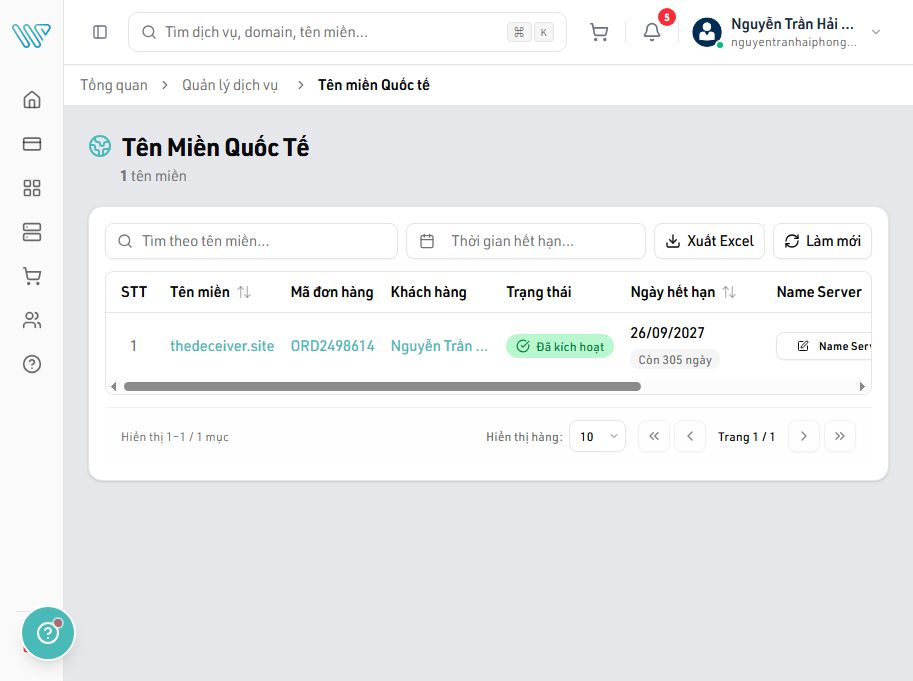 Tìm dịch vụ, domain, tên miền...
⌘ K
5
Nguyễn Trần Hải ...
nguyentranhaiphong...
Tổng quan > Quản lý dịch vụ > Tên miền Quốc tế
Tên Miền Quốc Tế
1 tên miền
Tìm theo tên miền...
Thời gian hết hạn...
Xuất Excel
Làm mới
STT Tên miền Mã đơn hàng Khách hàng Trạng thái Ngày hết hạn Name Server
1 thedeceiver.site ORD2498614 Nguyễn Trần ... Đã kích hoạt 26/09/2027 Name Serv
Còn 305 ngày
Hiển thị 1–1 / 1 mục
Hiển thị hàng: 10
Trang 1 / 1